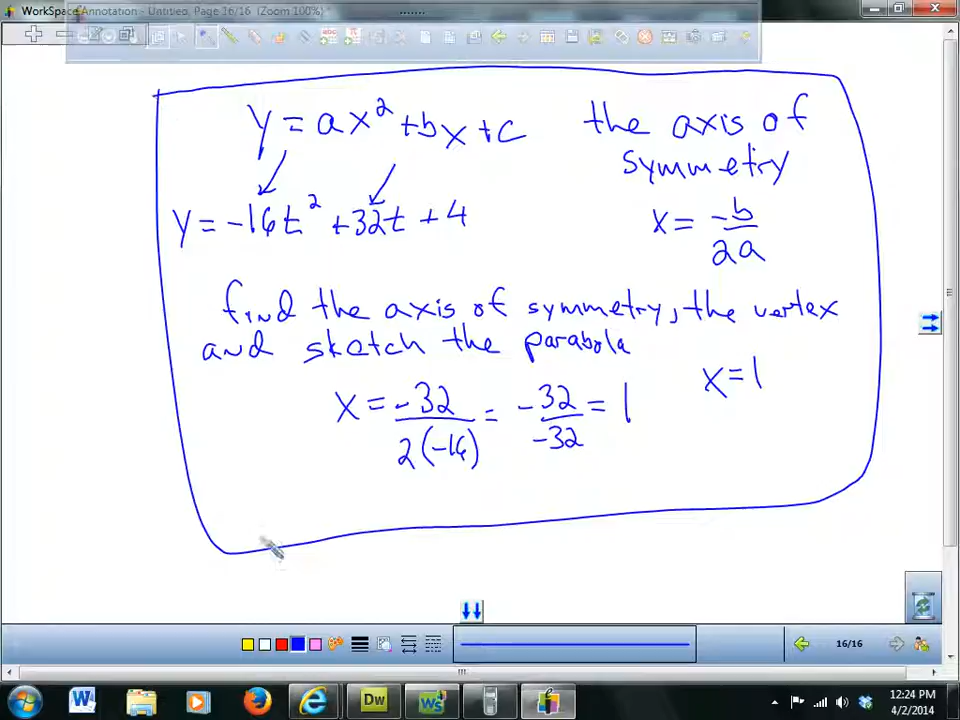 WorkSpace Annotation - Untitled, Page 16/16 (Zoom 100%)
y = ax² + bx + c
the axis of
symmetry
y = -16t² + 32t + 4
x = -b/2a
find the axis of symmetry, the vertex
and sketch the parabola
x = -32/2(-16) = -32/-32 = 1
x = 1
16/16
W
Dw
Ws
12:24 PM
4/2/2014